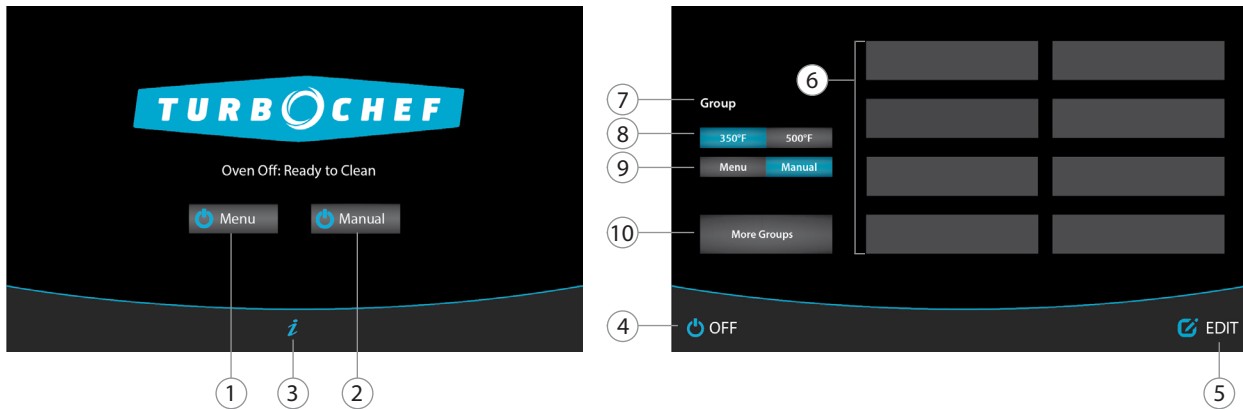 TURBOCHEF
Oven Off: Ready to Clean
Menu
Manual
i
1
3
2
6
7
Group
8
350°F
500°F
9
Menu
Manual
10
More Groups
4
OFF
EDIT
5